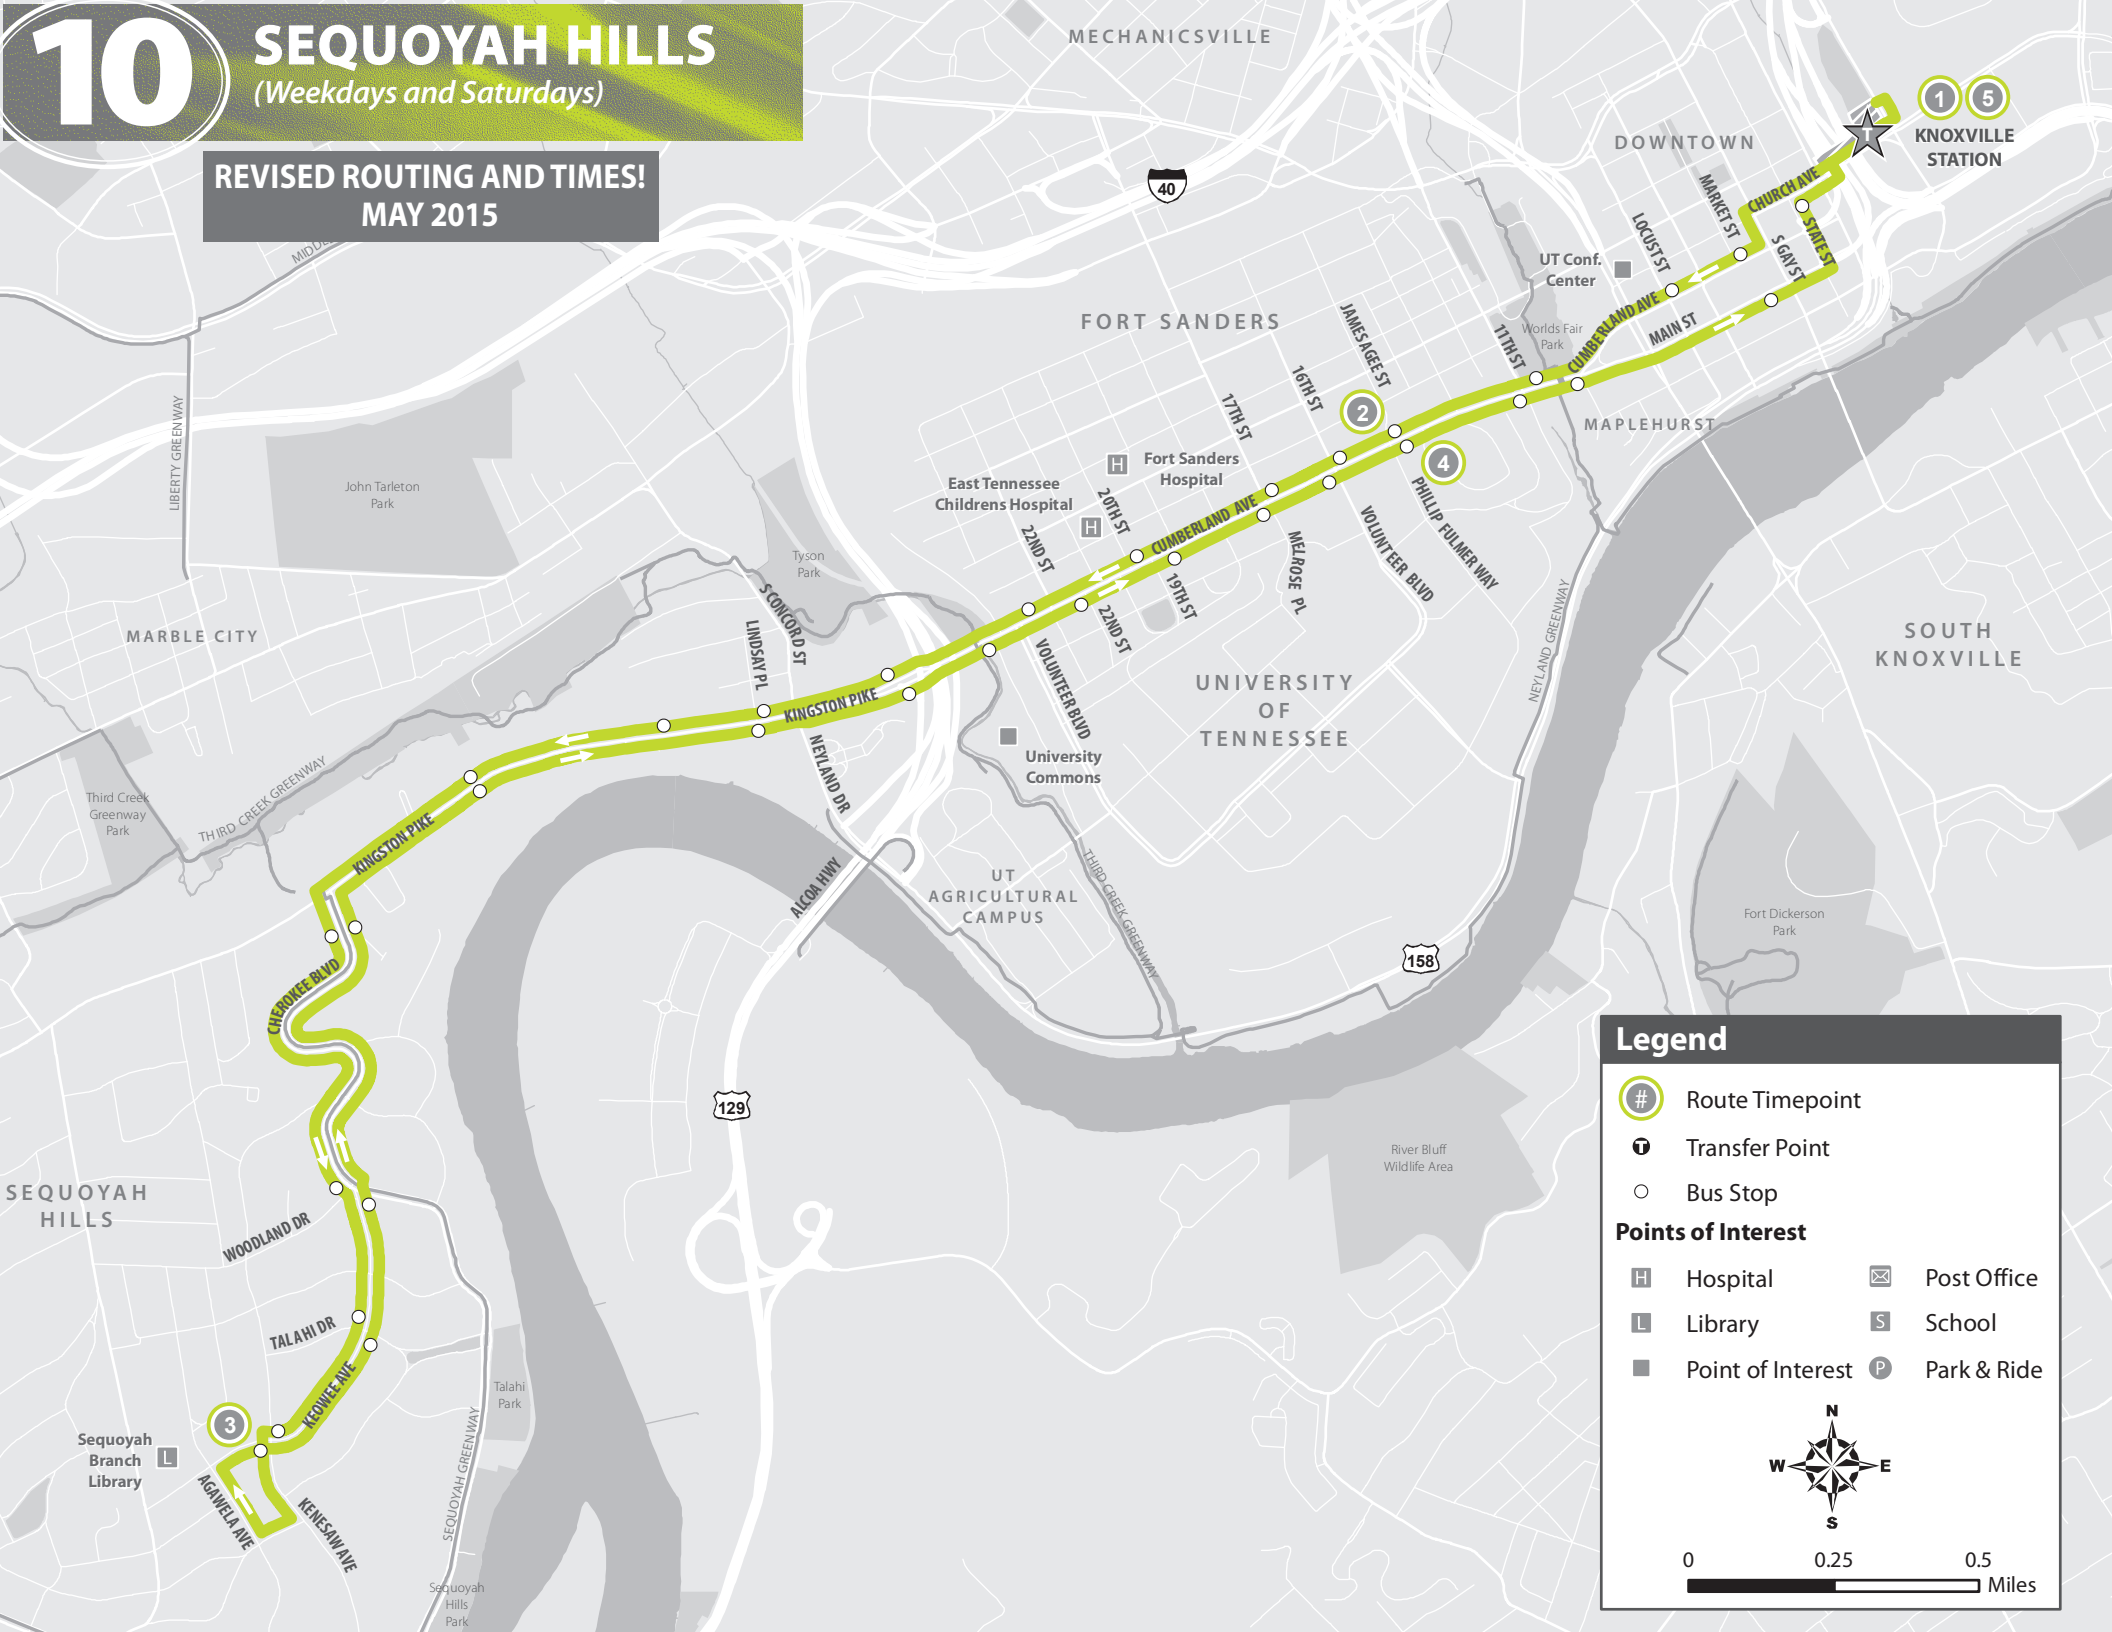 10
SEQUOYAH HILLS
(Weekdays and Saturdays)
REVISED ROUTING AND TIMES!
MAY 2015
MECHANICSVILLE
DOWNTOWN
1
5
KNOXVILLE
STATION
T
40
CHURCH AVE
MARKET ST
LOCUST ST
S GAY ST
STATE ST
UT Conf.
Center
CUMBERLAND AVE
MAIN ST
Worlds Fair
Park
11TH ST
FORT SANDERS
JAMES AGEE ST
16TH ST
17TH ST
2
4
MAPLEHURST
LIBERTY GREENWAY
John Tarleton
Park
H
Fort Sanders
Hospital
East Tennessee
Childrens Hospital
H
20TH ST
22ND ST
CUMBERLAND AVE
PHILLIP FULMER WAY
VOLUNTEER BLVD
MELROSE PL
19TH ST
22ND ST
VOLUNTEER BLVD
Tyson
Park
S CONCORD ST
LINDSAY PL
MARBLE CITY
KINGSTON PIKE
NEYLAND DR
NEYLAND GREENWAY
SOUTH
KNOXVILLE
UNIVERSITY
OF
TENNESSEE
University
Commons
Third Creek
Greenway
Park
THIRD CREEK GREENWAY
KINGSTON PIKE
ALCOA HWY
UT
AGRICULTURAL
CAMPUS
THIRD CREEK GREENWAY
158
Fort Dickerson
Park
CHEROKEE BLVD
129
River Bluff
Wildlife Area
SEQUOYAH
HILLS
WOODLAND DR
TALAHI DR
KEOWEE AVE
Talahi
Park
3
Sequoyah
Branch
Library
L
AGAWELA AVE
KENESAW AVE
SEQUOYAH GREENWAY
Sequoyah
Hills
Park
Legend
# Route Timepoint
T Transfer Point
Bus Stop
Points of Interest
H Hospital
Post Office
L Library
S School
Point of Interest
P Park & Ride
N
W E
S
0 0.25 0.5
Miles